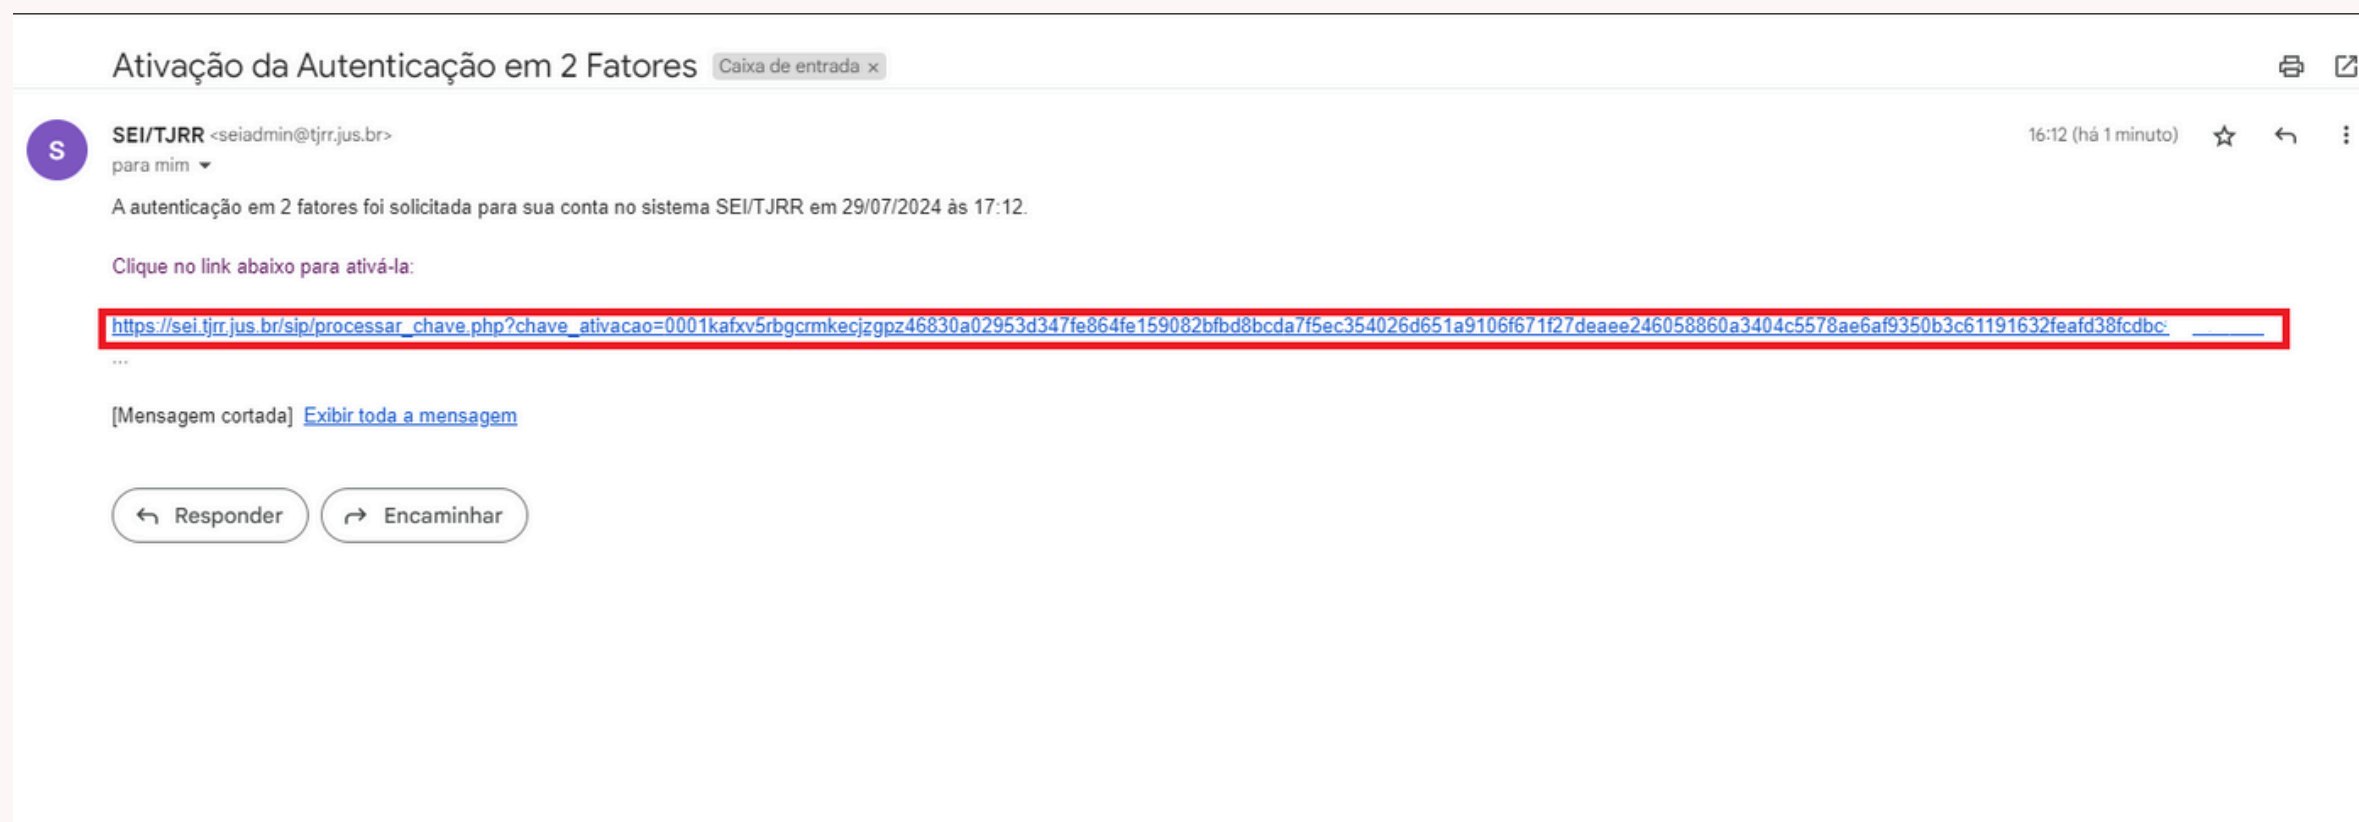 Ativação da Autenticação em 2 Fatores Caixa de entrada ×
S
SEI/TJRR <seiadmin@tjrr.jus.br> 16:12 (há 1 minuto)
para mim
A autenticação em 2 fatores foi solicitada para sua conta no sistema SEI/TJRR em 29/07/2024 às 17:12.
Clique no link abaixo para ativá-la:
https://sei.tjrr.jus.br/sip/processar_chave.php?chave_ativacao=0001kafxv5rbgcrmkecjzgpz46830a02953d347fe864fe159082bfbd8bcda7f5ec354026d651a9106f671f27deaee246058860a3404c5578ae6af9350b3c61191632feafd38fcdbc
...
[Mensagem cortada] Exibir toda a mensagem
Responder Encaminhar